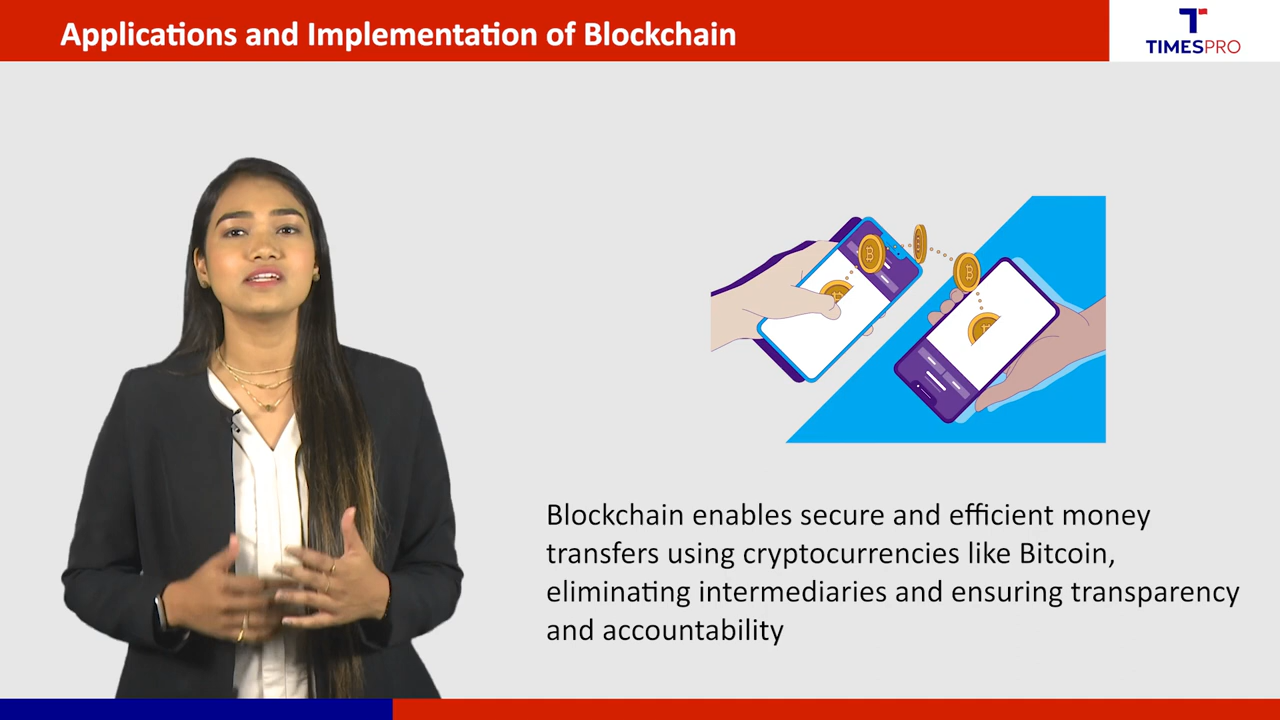 Applications and Implementation of Blockchain
TIMESPRO
Blockchain enables secure and efficient money
transfers using cryptocurrencies like Bitcoin,
eliminating intermediaries and ensuring transparency
and accountability